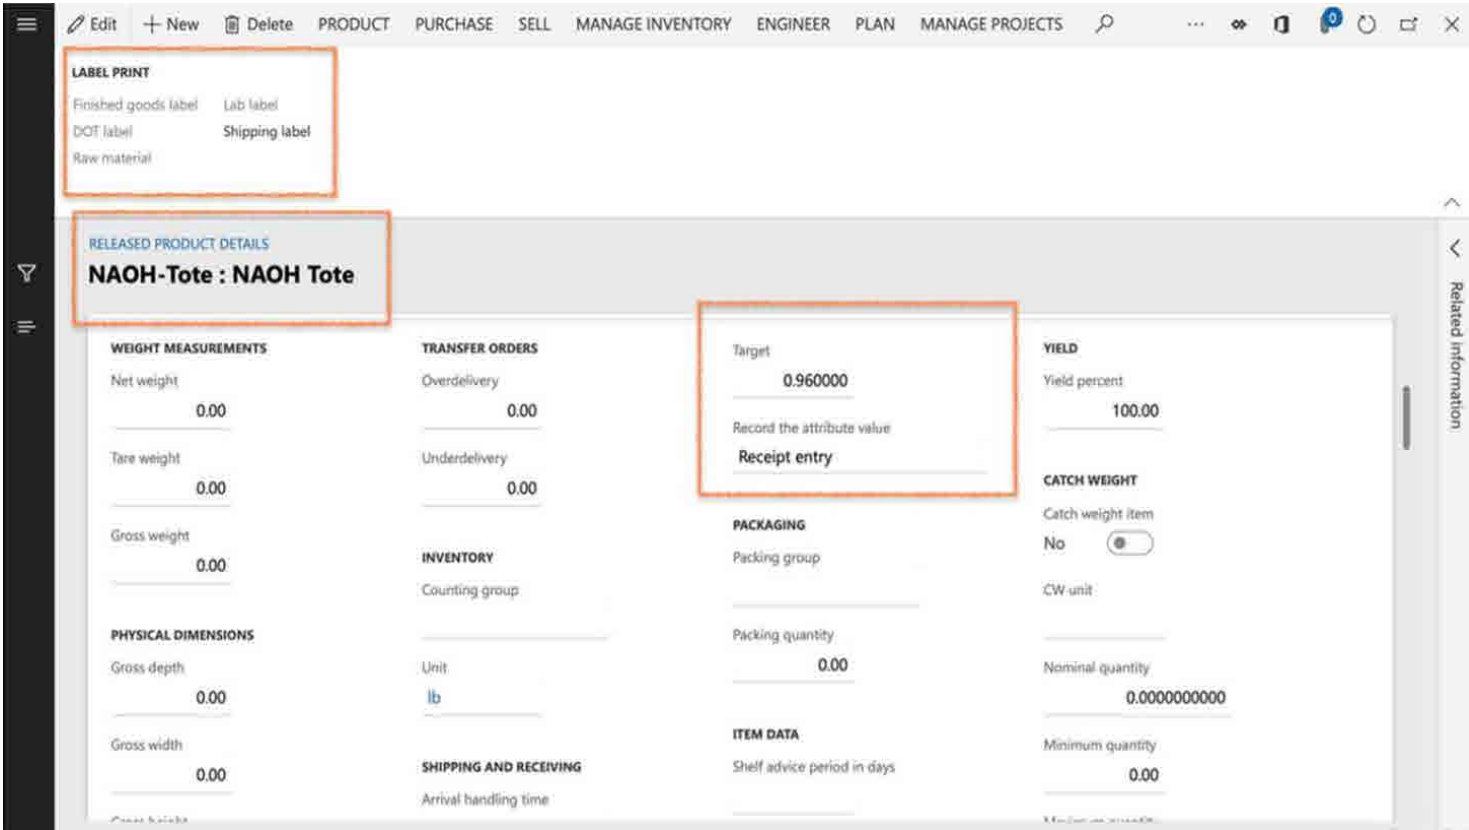 Edit New Delete PRODUCT PURCHASE SELL MANAGE INVENTORY ENGINEER PLAN MANAGE PROJECTS ... 0
LABEL PRINT
Finished goods label Lab label
DOT label Shipping label
Raw material
RELEASED PRODUCT DETAILS
NAOH-Tote : NAOH Tote
Related information
WEIGHT MEASUREMENTS
Net weight
0.00
Tare weight
0.00
Gross weight
0.00
PHYSICAL DIMENSIONS
Gross depth
0.00
Gross width
0.00
Gross height
TRANSFER ORDERS
Overdelivery
0.00
Underdelivery
0.00
INVENTORY
Counting group
Unit
lb
SHIPPING AND RECEIVING
Arrival handling time
Target
0.960000
Record the attribute value
Receipt entry
PACKAGING
Packing group
Packing quantity
0.00
ITEM DATA
Shelf advice period in days
YIELD
Yield percent
100.00
CATCH WEIGHT
Catch weight item
No
CW unit
Nominal quantity
0.0000000000
Minimum quantity
0.00
Maximum quantity